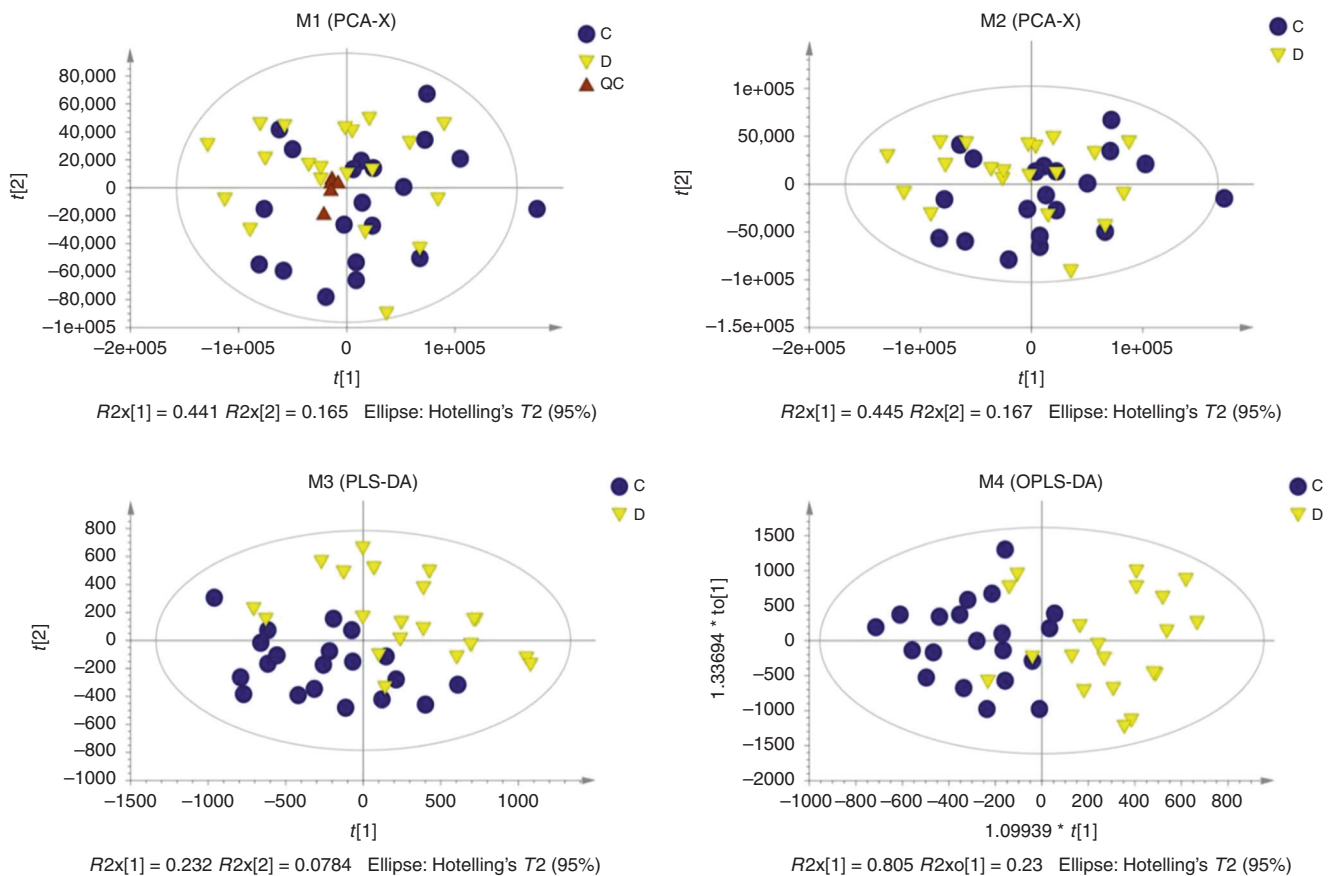 M1 (PCA-X)
C
D
QC
80,000
60,000
40,000
20,000
0
−20,000
−40,000
−60,000
−80,000
−1e+005
t[2]
−2e+005 −1e+005 0 1e+005
t[1]
R2x[1] = 0.441 R2x[2] = 0.165 Ellipse: Hotelling's T2 (95%)
M2 (PCA-X)
C
D
1e+005
50,000
0
−50,000
−1e+005
−1.5e+005
t[2]
−2e+005 −1e+005 0 1e+005
t[1]
R2x[1] = 0.445 R2x[2] = 0.167 Ellipse: Hotelling's T2 (95%)
M3 (PLS-DA)
C
D
800
600
400
200
0
−200
−400
−600
−800
−1000
t[2]
−1500 −1000 −500 0 500 1000
t[1]
R2x[1] = 0.232 R2x[2] = 0.0784 Ellipse: Hotelling's T2 (95%)
M4 (OPLS-DA)
C
D
1500
1000
500
0
−500
−1000
−1500
−2000
1.33694 * to[1]
−1000 −800 −600 −400 −200 0 200 400 600 800
1.09939 * t[1]
R2x[1] = 0.805 R2xo[1] = 0.23 Ellipse: Hotelling's T2 (95%)